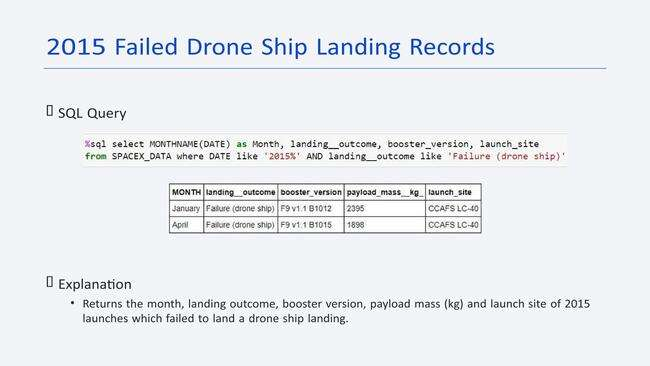 2015 Failed Drone Ship Landing Records
SQL Query
%sql select MONTHNAME(DATE) as Month, landing__outcome, booster_version, launch_site
from SPACEX_DATA where DATE like '2015%' AND landing__outcome like 'Failure (drone ship)'
MONTH landing__outcome booster_version payload_mass__kg_ launch_site
January Failure (drone ship) F9 v1.1 B1012 2395 CCAFS LC-40
April Failure (drone ship) F9 v1.1 B1015 1898 CCAFS LC-40
Explanation
• Returns the month, landing outcome, booster version, payload mass (kg) and launch site of 2015
launches which failed to land a drone ship landing.